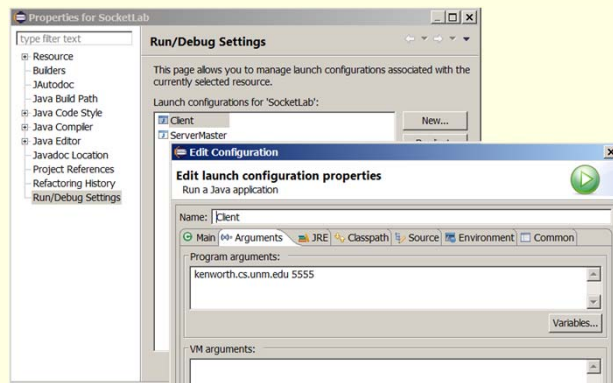 Properties for SocketLab
type filter text
Resource
Builders
JAutodoc
Java Build Path
Java Code Style
Java Compiler
Java Editor
Javadoc Location
Project References
Refactoring History
Run/Debug Settings
Run/Debug Settings
This page allows you to manage launch configurations associated with the
currently selected resource.
Launch configurations for 'SocketLab':
Client
ServerMaster
New...
Edit Configuration
Edit launch configuration properties
Run a Java application
Name: Client
Main Arguments JRE Classpath Source Environment Common
Program arguments:
kenworth.cs.unm.edu 5555
Variables...
VM arguments: